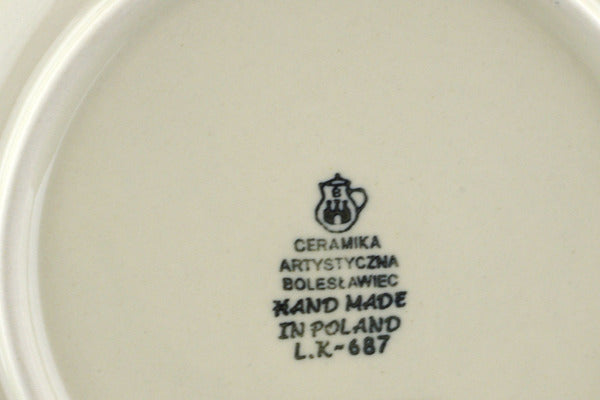 B
CERAMIKA
ARTYSTYCZNA
BOLESŁAWIEC
HAND MADE
IN POLAND
L.K-687